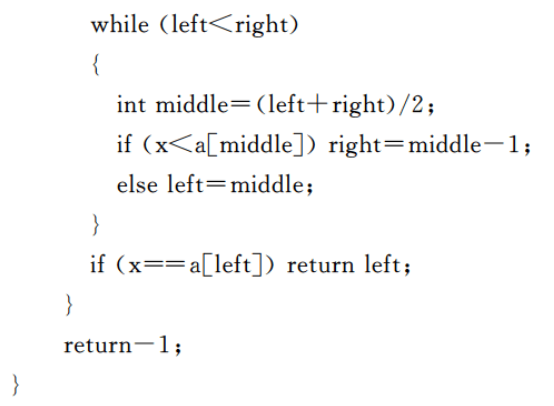 while (left<right)
{
int middle=(left+right)/2;
if (x<a[middle]) right=middle-1;
else left=middle;
}
if (x==a[left]) return left;
}
return-1;
}